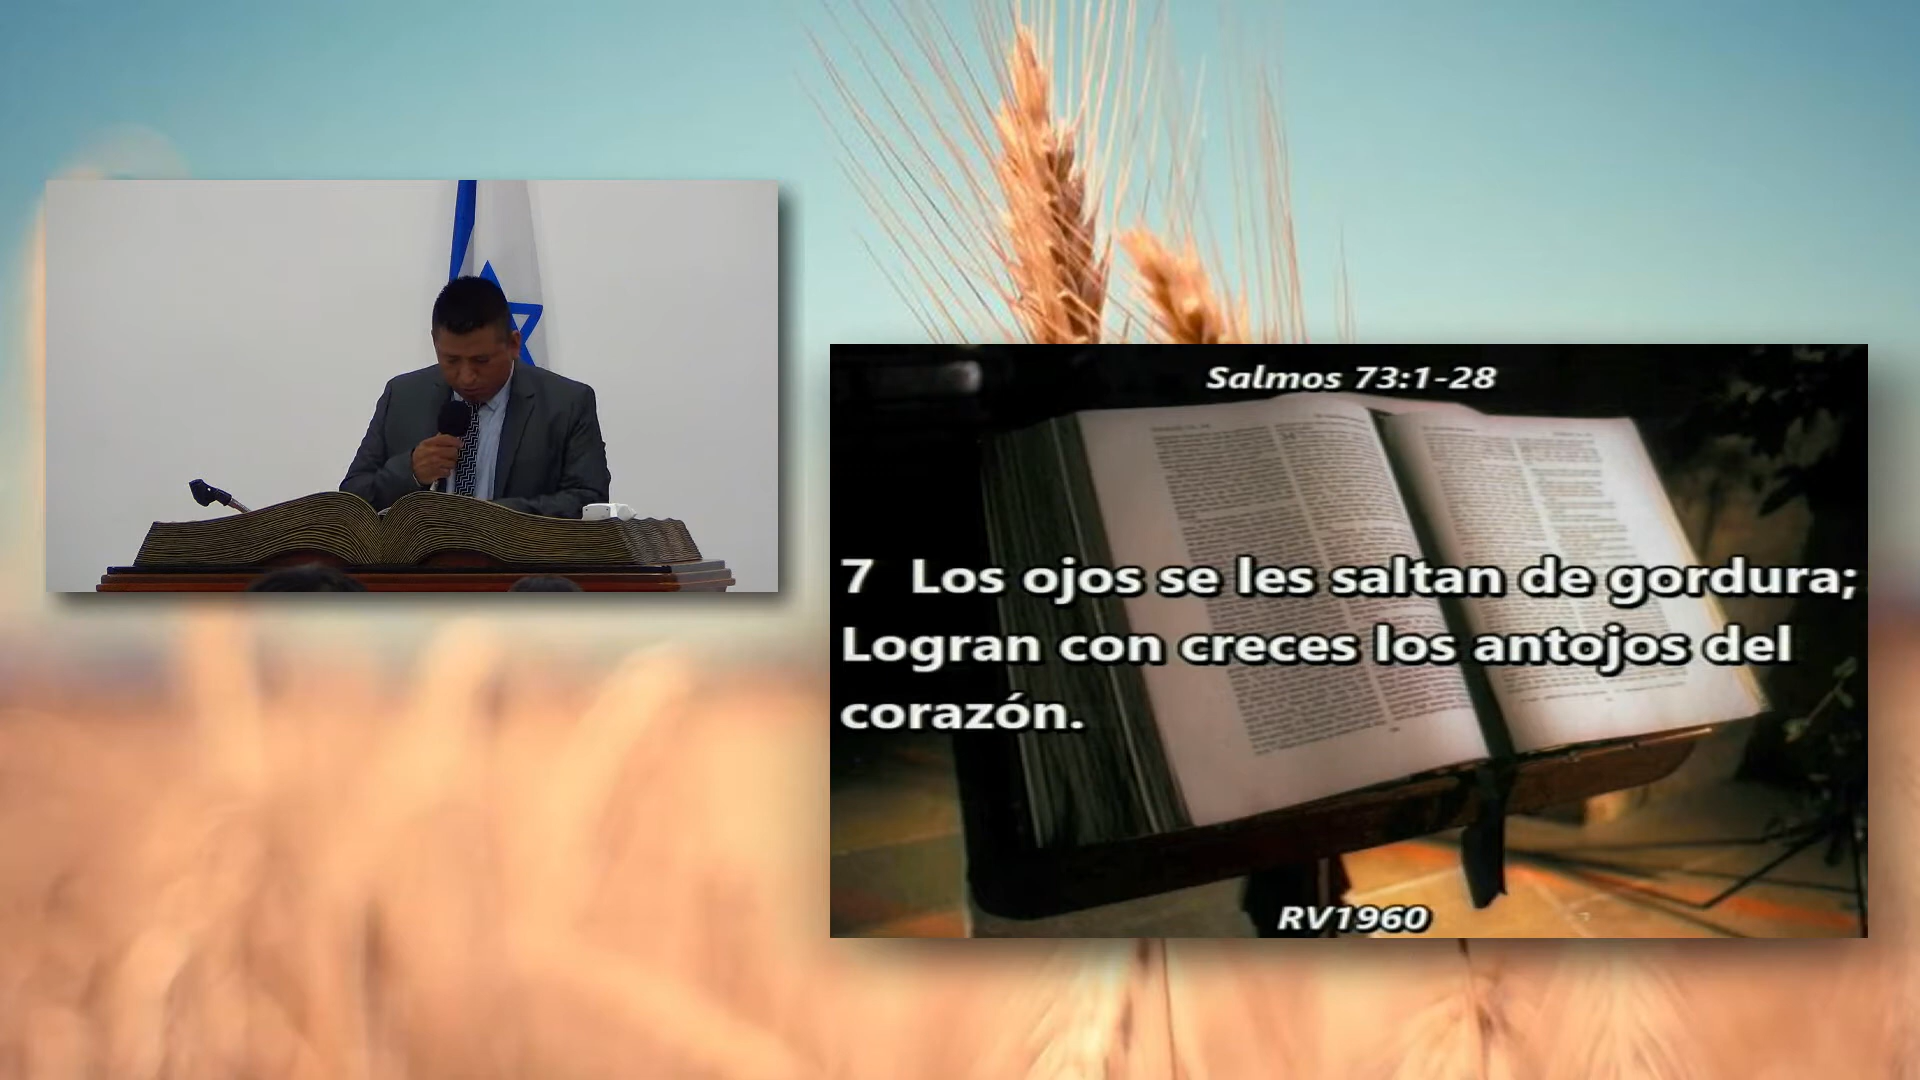 Salmos 73:1-28
7 Los ojos se les saltan de gordura;
Logran con creces los antojos del
corazón.
RV1960